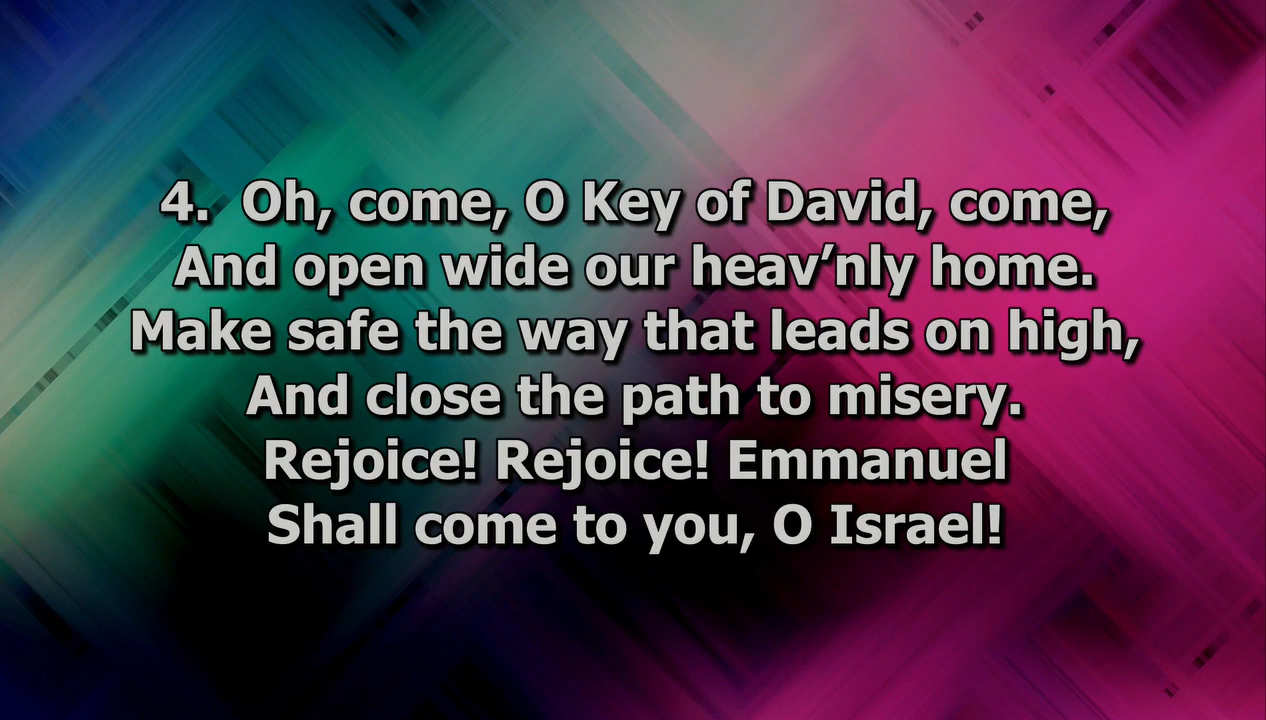 4.  Oh, come, O Key of David, come,
And open wide our heav’nly home.
Make safe the way that leads on high,
And close the path to misery.
Rejoice! Rejoice! Emmanuel
Shall come to you, O Israel!